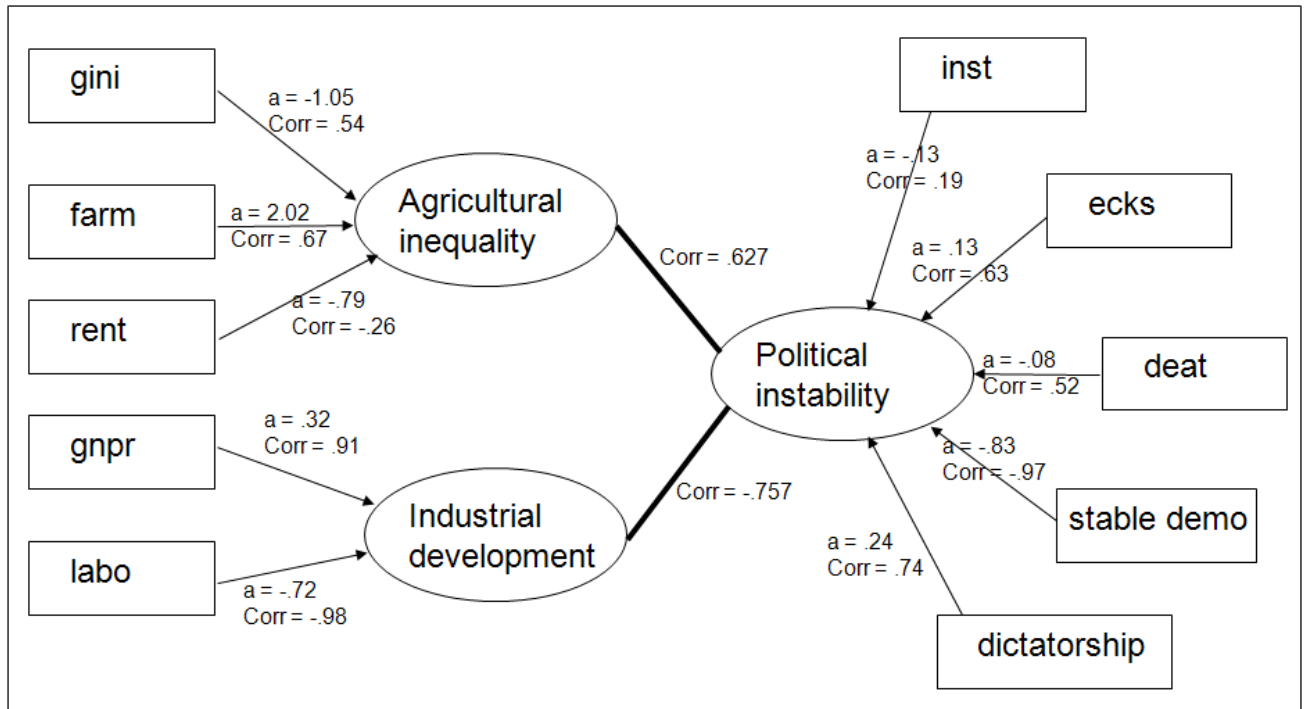 gini
a = -1.05
Corr = .54
farm
a = 2.02
Corr = .67
rent
a = -.79
Corr = -.26
Agricultural
inequality
gnpr
a = .32
Corr = .91
labo
a = -.72
Corr = -.98
Industrial
development
Corr = .627
Corr = -.757
Political
instability
inst
a = -.13
Corr = .19
ecks
a = .13
Corr = .63
deat
a = -.08
Corr = .52
stable demo
a = -.83
Corr = -.97
dictatorship
a = .24
Corr = .74